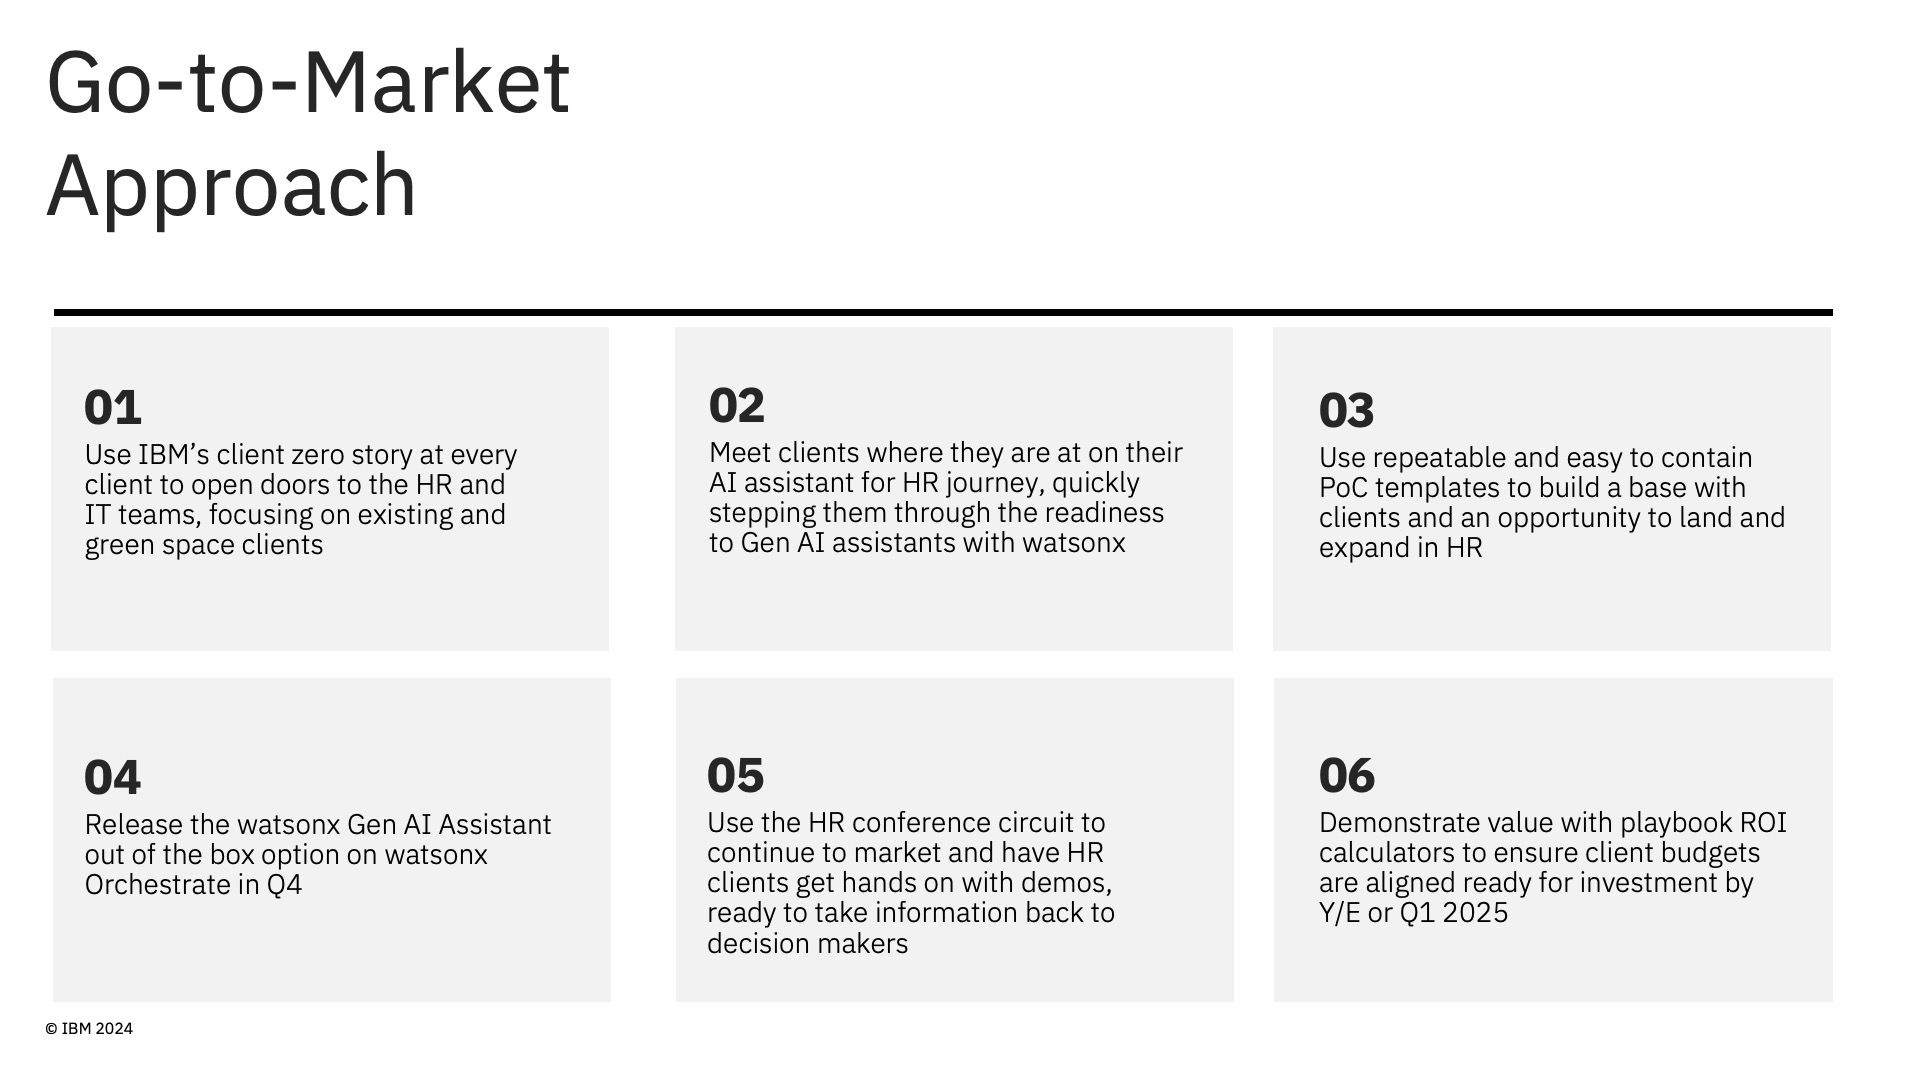 Go-to-Market
Approach
01
Use IBM’s client zero story at every
client to open doors to the HR and
IT teams, focusing on existing and
green space clients
02
Meet clients where they are at on their
AI assistant for HR journey, quickly
stepping them through the readiness
to Gen AI assistants with watsonx
03
Use repeatable and easy to contain
PoC templates to build a base with
clients and an opportunity to land and
expand in HR
04
Release the watsonx Gen AI Assistant
out of the box option on watsonx
Orchestrate in Q4
05
Use the HR conference circuit to
continue to market and have HR
clients get hands on with demos,
ready to take information back to
decision makers
06
Demonstrate value with playbook ROI
calculators to ensure client budgets
are aligned ready for investment by
Y/E or Q1 2025
© IBM 2024